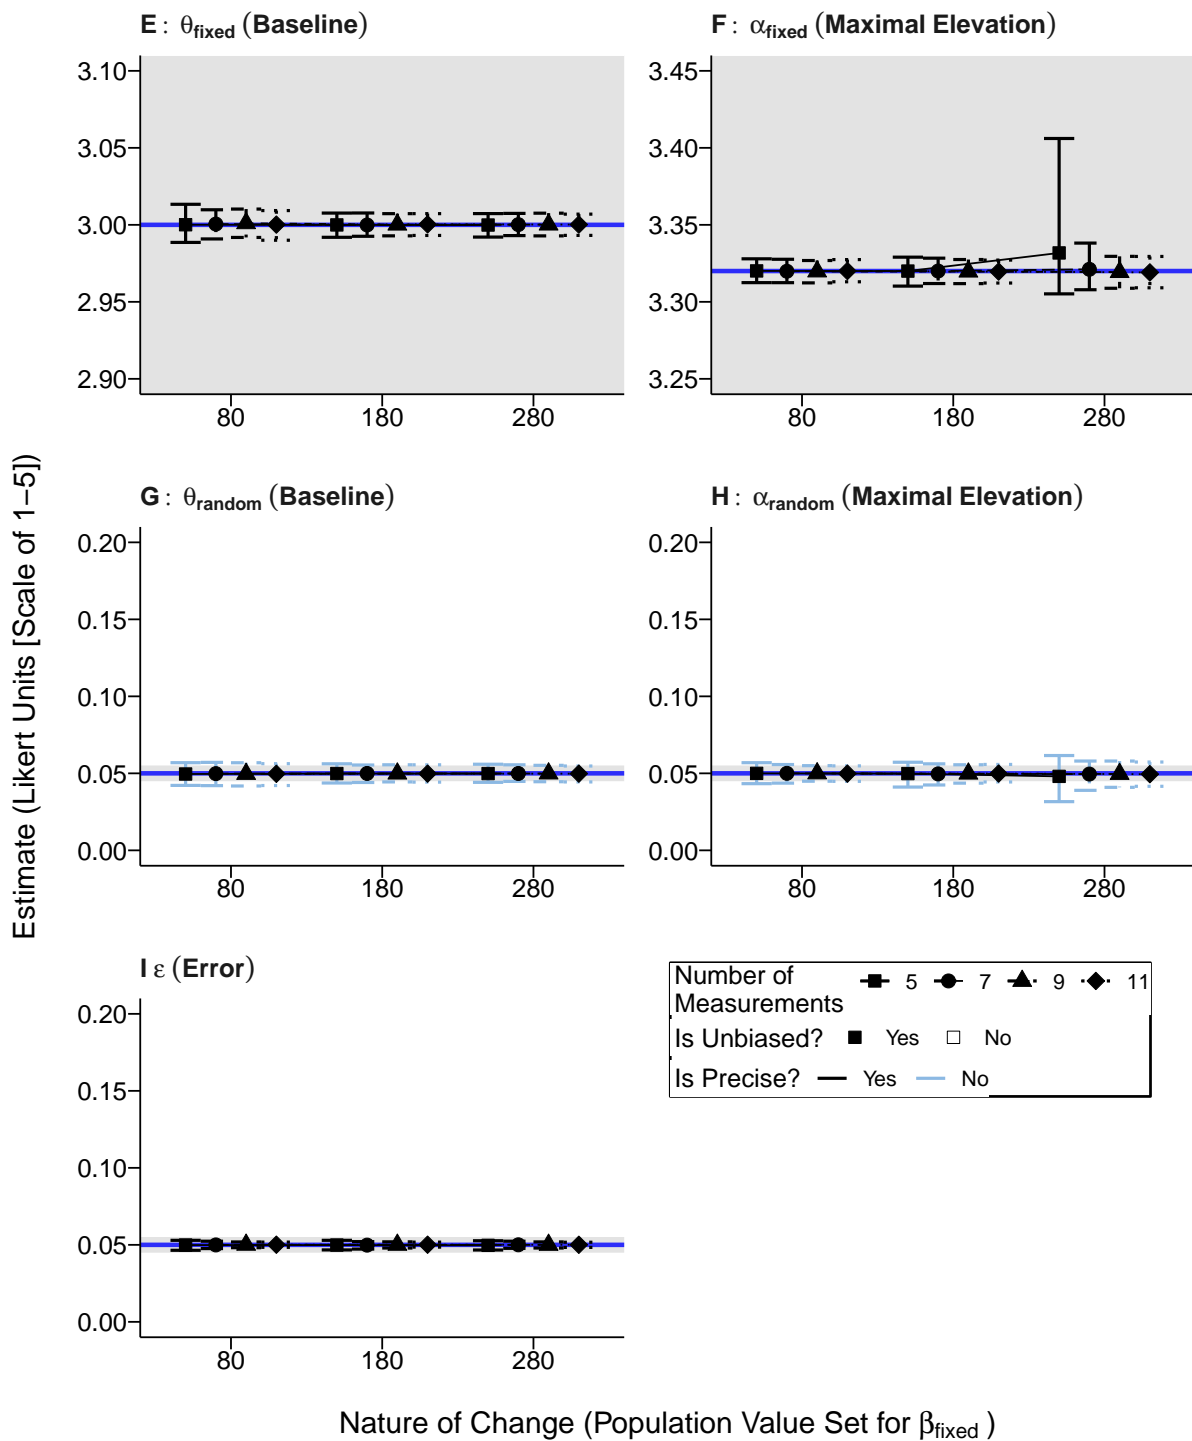 E : θfixed (Baseline)
3.10
3.05
3.00
2.95
2.90
80 180 280
F : αfixed (Maximal Elevation)
3.45
3.40
3.35
3.30
3.25
80 180 280
Estimate (Likert Units [Scale of 1−5])
G : θrandom (Baseline)
0.20
0.15
0.10
0.05
0.00
80 180 280
H : αrandom (Maximal Elevation)
0.20
0.15
0.10
0.05
0.00
80 180 280
I ε (Error)
0.20
0.15
0.10
0.05
0.00
80 180 280
Number of
Measurements 5 7 9 11
Is Unbiased? Yes No
Is Precise? Yes No
Nature of Change (Population Value Set for βfixed )